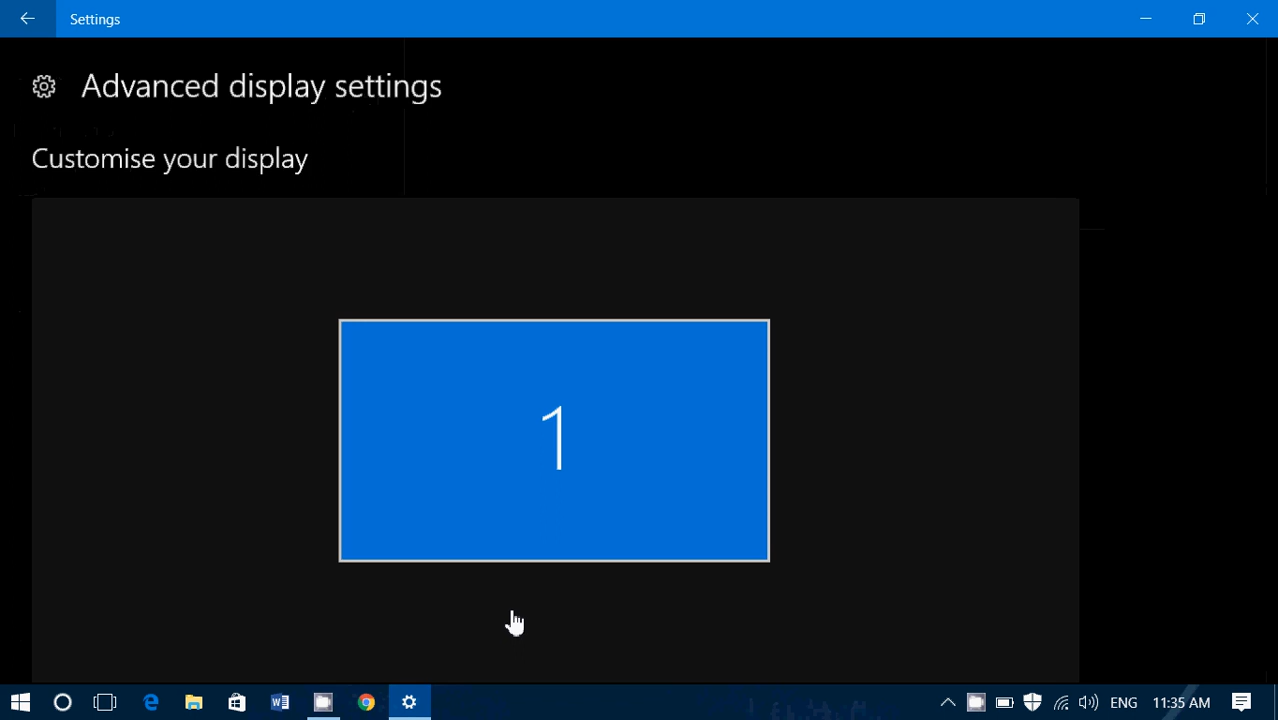 Settings
Advanced display settings
Customise your display
1
ENG
11:35 AM